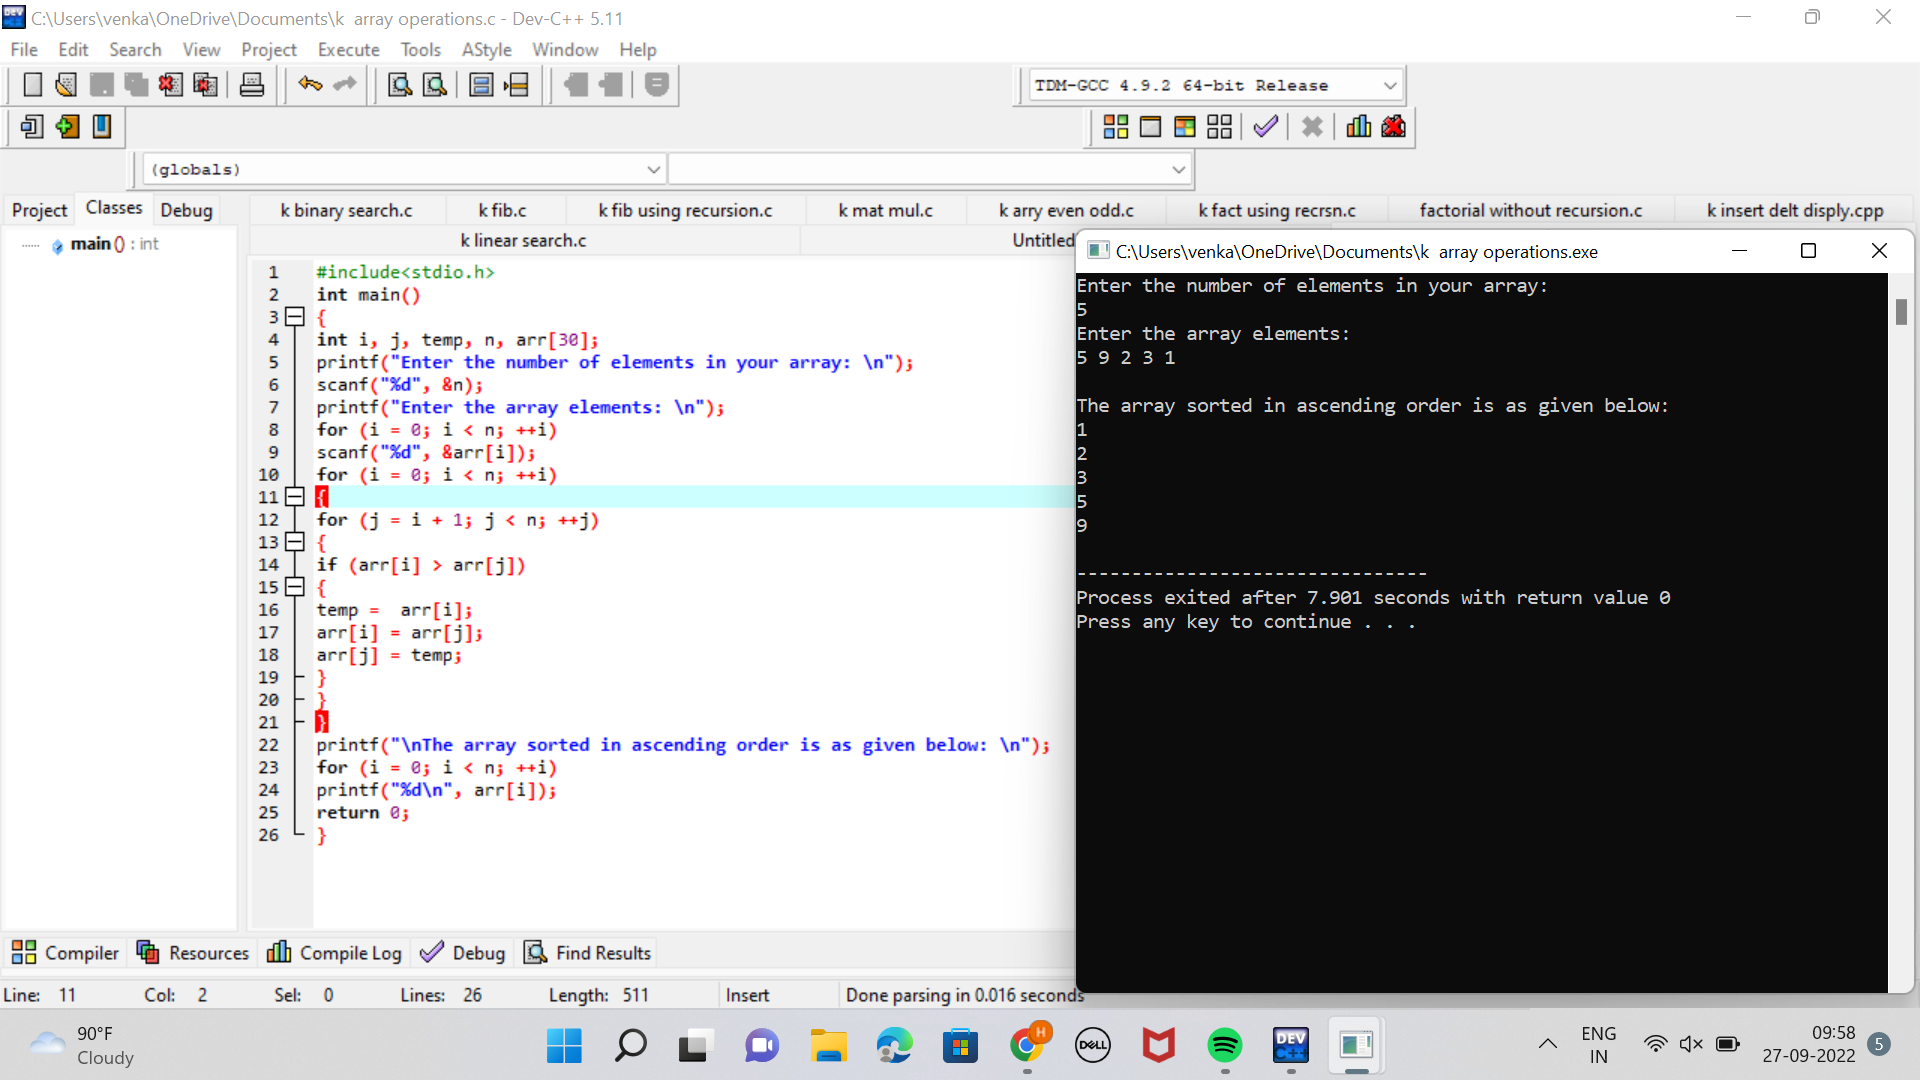 C:\Users\venka\OneDrive\Documents\k  array operations.c - Dev-C++ 5.11
File Edit Search View Project Execute Tools AStyle Window Help
TDM-GCC 4.9.2 64-bit Release
(globals)
Project Classes Debug
k binary search.c k fib.c k fib using recursion.c k mat mul.c k arry even odd.c k fact using recrsn.c factorial without recursion.c k insert delt disply.cpp
k linear search.c Untitled
main () : int
1 #include<stdio.h>
2 int main()
3 {
4 int i, j, temp, n, arr[30];
5 printf("Enter the number of elements in your array: \n");
6 scanf("%d", &n);
7 printf("Enter the array elements: \n");
8 for (i = 0; i < n; ++i)
9 scanf("%d", &arr[i]);
10 for (i = 0; i < n; ++i)
11 {
12 for (j = i + 1; j < n; ++j)
13 {
14 if (arr[i] > arr[j])
15 {
16 temp =  arr[i];
17 arr[i] = arr[j];
18 arr[j] = temp;
19 }
20 }
21 }
22 printf("\nThe array sorted in ascending order is as given below: \n");
23 for (i = 0; i < n; ++i)
24 printf("%d\n", arr[i]);
25 return 0;
26 }
C:\Users\venka\OneDrive\Documents\k  array operations.exe
Enter the number of elements in your array:
5
Enter the array elements:
5 9 2 3 1
The array sorted in ascending order is as given below:
1
2
3
5
9
--------------------------------
Process exited after 7.901 seconds with return value 0
Press any key to continue . . .
Compiler Resources Compile Log Debug Find Results
Line: 11 Col: 2 Sel: 0 Lines: 26 Length: 511 Insert Done parsing in 0.016 seconds
90°F
Cloudy
H
DELL
DEV
C++
ENG
IN
09:58
27-09-2022
5